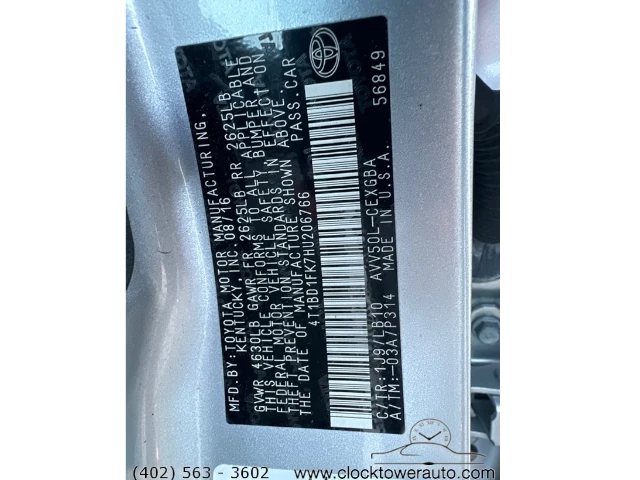 MFD.BY:TOYOTA MOTOR MANUFACTURING,
KENTUCKY, INC. 08/16
GVWR 4630LB GAWR FR 2625LB RR 2625LB
THIS VEHICLE CONFORMS TO ALL APPLICABLE
FEDERAL MOTOR VEHICLE SAFETY, BUMPER AND
THEFT PREVENTION STANDARDS IN EFFECT ON
THE DATE OF MANUFACTURE SHOWN ABOVE.
4T1BD1FK7HU206766 PASS.CAR
C/TR:1J9/LB10 AVV50L-CEXGBA
A/TM:-03A/P314 MADE IN U.S.A.
56849
(402) 563 - 3602 www.clocktowerauto.com